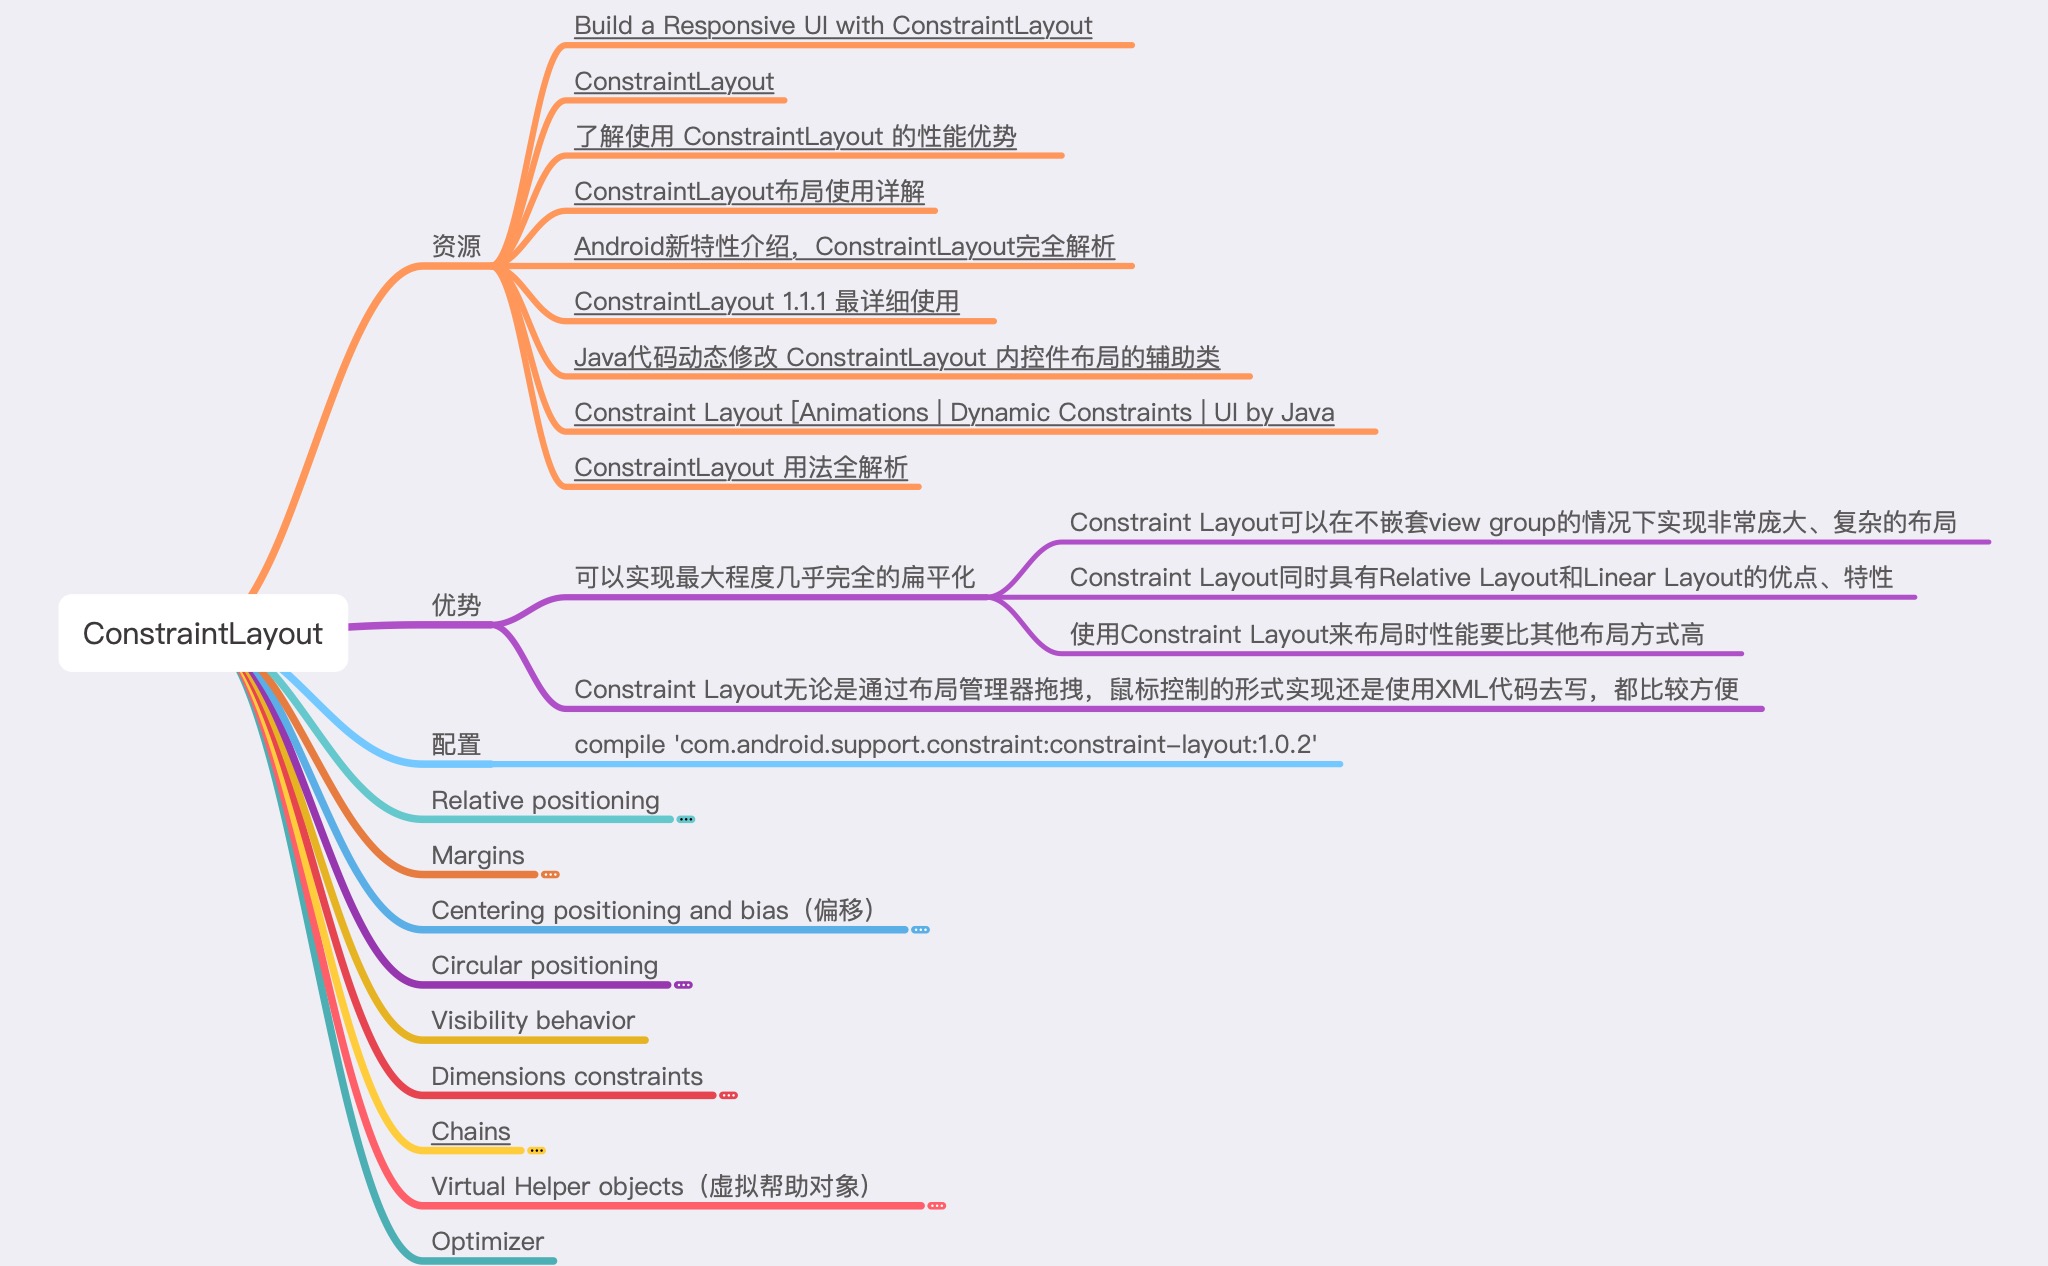 ConstraintLayout
资源
Build a Responsive UI with ConstraintLayout
ConstraintLayout
了解使用 ConstraintLayout 的性能优势
ConstraintLayout布局使用详解
Android新特性介绍，ConstraintLayout完全解析
ConstraintLayout 1.1.1 最详细使用
Java代码动态修改 ConstraintLayout 内控件布局的辅助类
Constraint Layout [Animations | Dynamic Constraints | UI by Java
ConstraintLayout 用法全解析
优势
可以实现最大程度几乎完全的扁平化
Constraint Layout可以在不嵌套view group的情况下实现非常庞大、复杂的布局
Constraint Layout同时具有Relative Layout和Linear Layout的优点、特性
使用Constraint Layout来布局时性能要比其他布局方式高
Constraint Layout无论是通过布局管理器拖拽，鼠标控制的形式实现还是使用XML代码去写，都比较方便
配置
compile 'com.android.support.constraint:constraint-layout:1.0.2'
Relative positioning
Margins
Centering positioning and bias（偏移）
Circular positioning
Visibility behavior
Dimensions constraints
Chains
Virtual Helper objects（虚拟帮助对象）
Optimizer